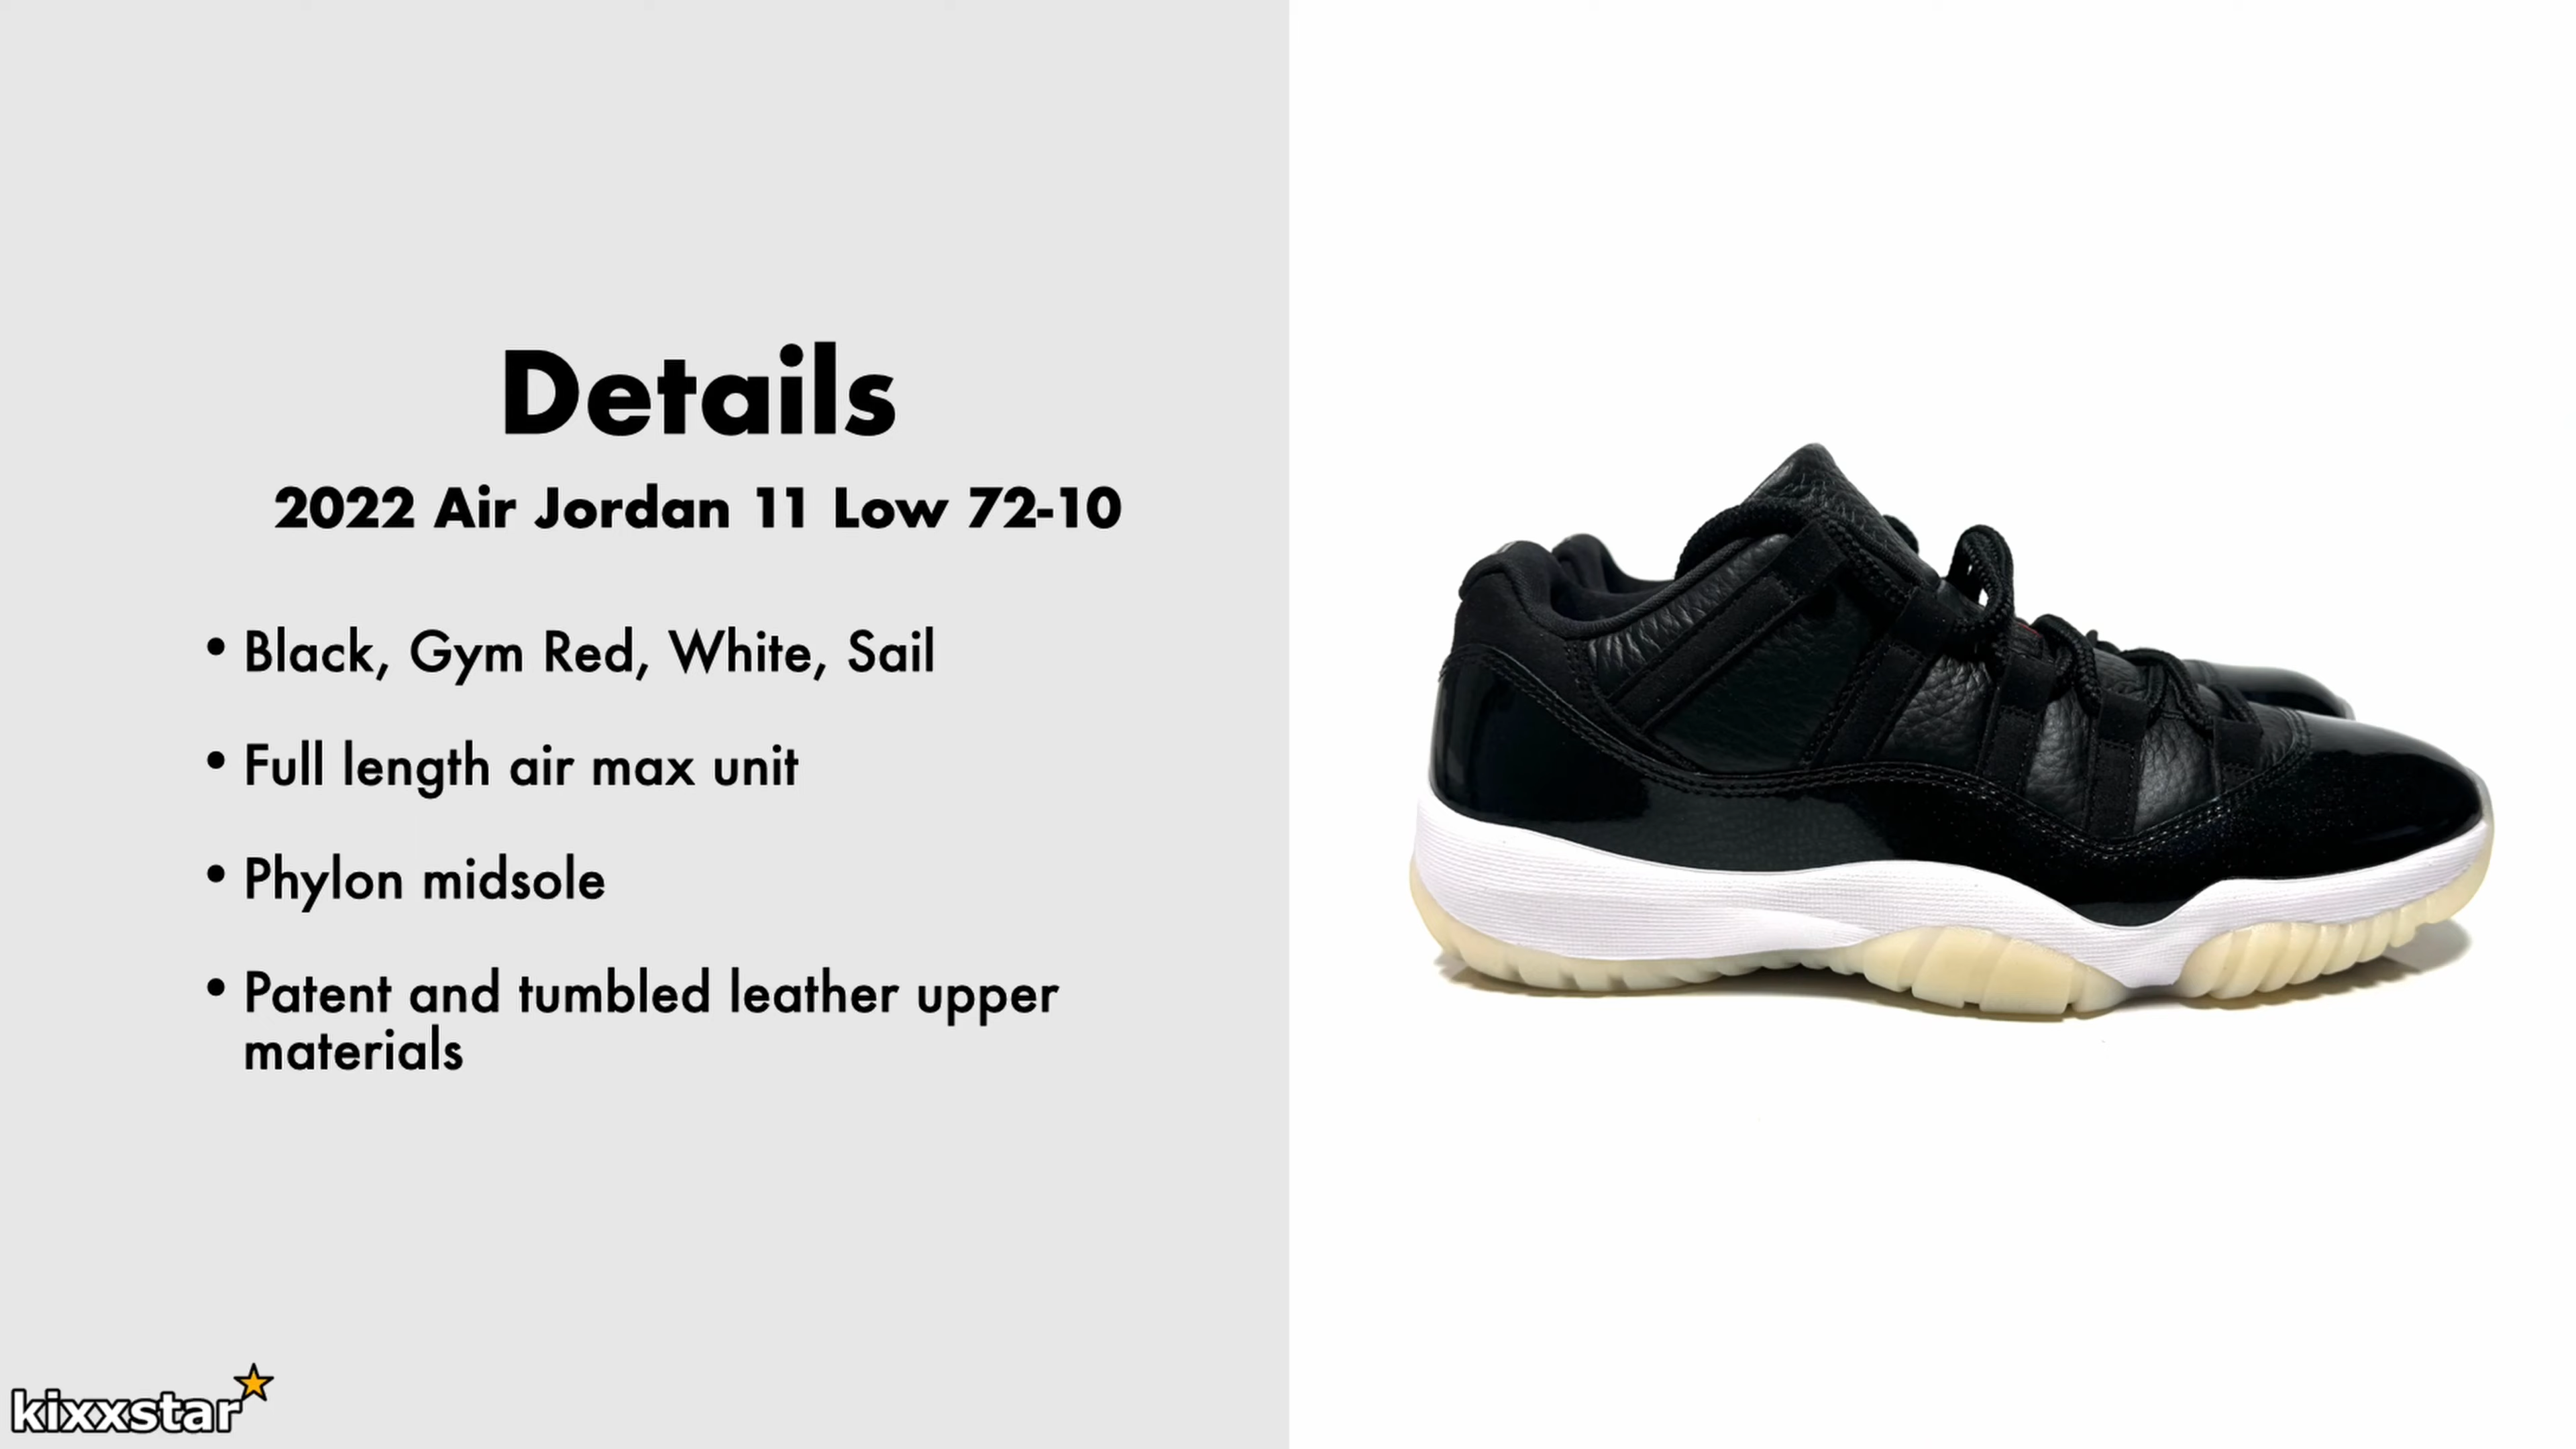 Details
2022 Air Jordan 11 Low 72-10
• Black, Gym Red, White, Sail
• Full length air max unit
• Phylon midsole
• Patent and tumbled leather upper
materials
kixxstar